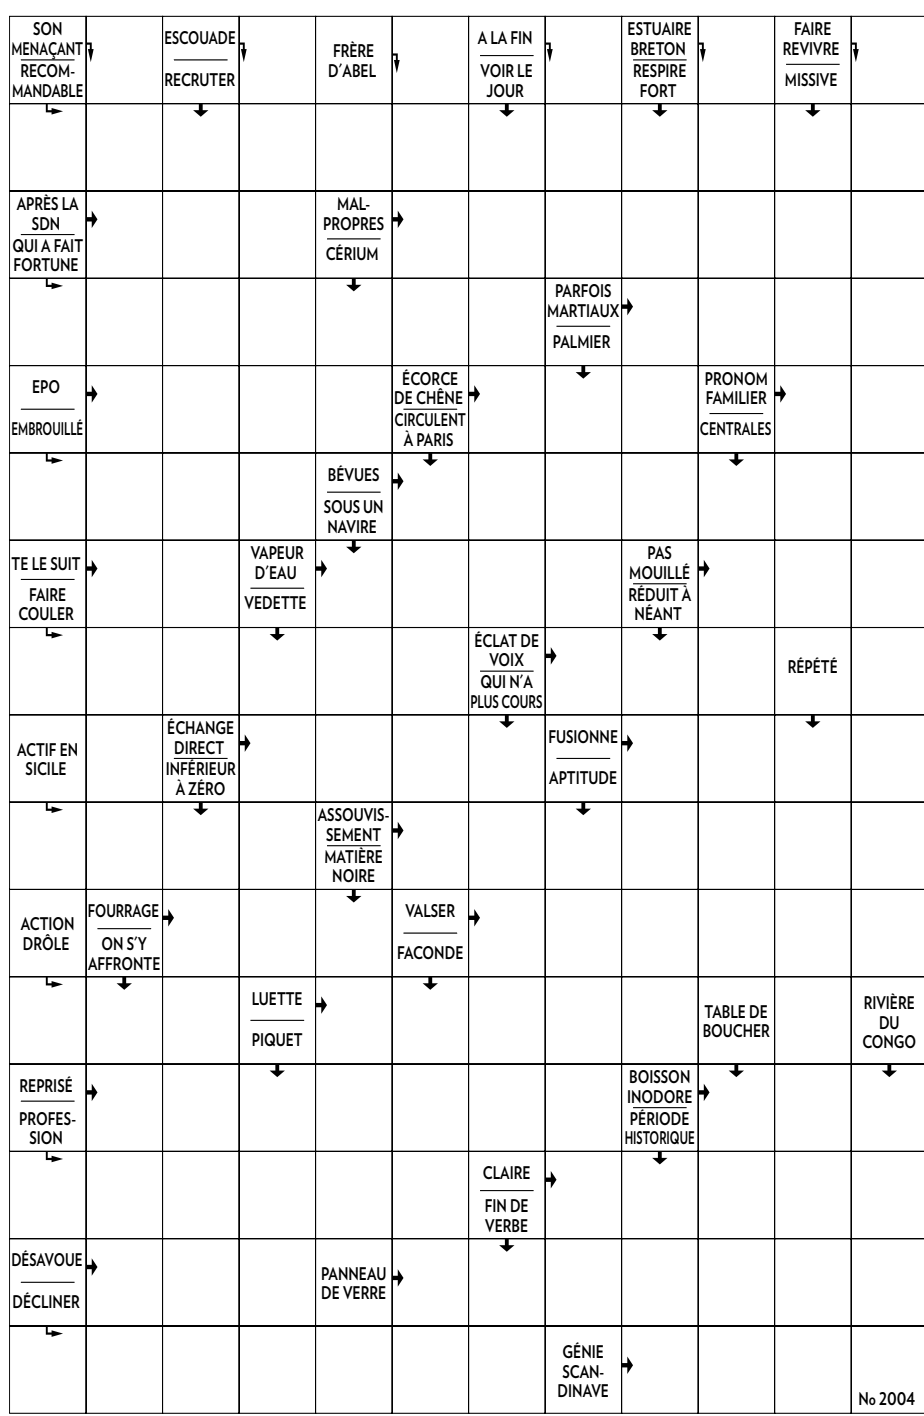 SON
MENAÇANT
RECOM-
MANDABLE
ESCOUADE
RECRUTER
FRÈRE
D'ABEL
A LA FIN
VOIR LE
JOUR
ESTUAIRE
BRETON
RESPIRE
FORT
FAIRE
REVIVRE
MISSIVE
APRÈS LA
SDN
QUI A FAIT
FORTUNE
MAL-
PROPRES
CÉRIUM
PARFOIS
MARTIAUX
PALMIER
EPO
EMBROUILLÉ
ÉCORCE
DE CHÊNE
CIRCULENT
À PARIS
PRONOM
FAMILIER
CENTRALES
BÉVUES
SOUS UN
NAVIRE
TE LE SUIT
FAIRE
COULER
VAPEUR
D'EAU
VEDETTE
PAS
MOUILLÉ
RÉDUIT À
NÉANT
ÉCLAT DE
VOIX
QUI N'A
PLUS COURS
RÉPÉTÉ
ACTIF EN
SICILE
ÉCHANGE
DIRECT
INFÉRIEUR
À ZÉRO
FUSIONNE
APTITUDE
ASSOUVIS-
SEMENT
MATIÈRE
NOIRE
ACTION
DRÔLE
FOURRAGE
ON S'Y
AFFRONTE
VALSER
FACONDE
LUETTE
PIQUET
TABLE DE
BOUCHER
RIVIÈRE
DU
CONGO
REPRISÉ
PROFES-
SION
BOISSON
INODORE
PÉRIODE
HISTORIQUE
CLAIRE
FIN DE
VERBE
DÉSAVOUE
DÉCLINER
PANNEAU
DE VERRE
GÉNIE
SCAN-
DINAVE
No 2004